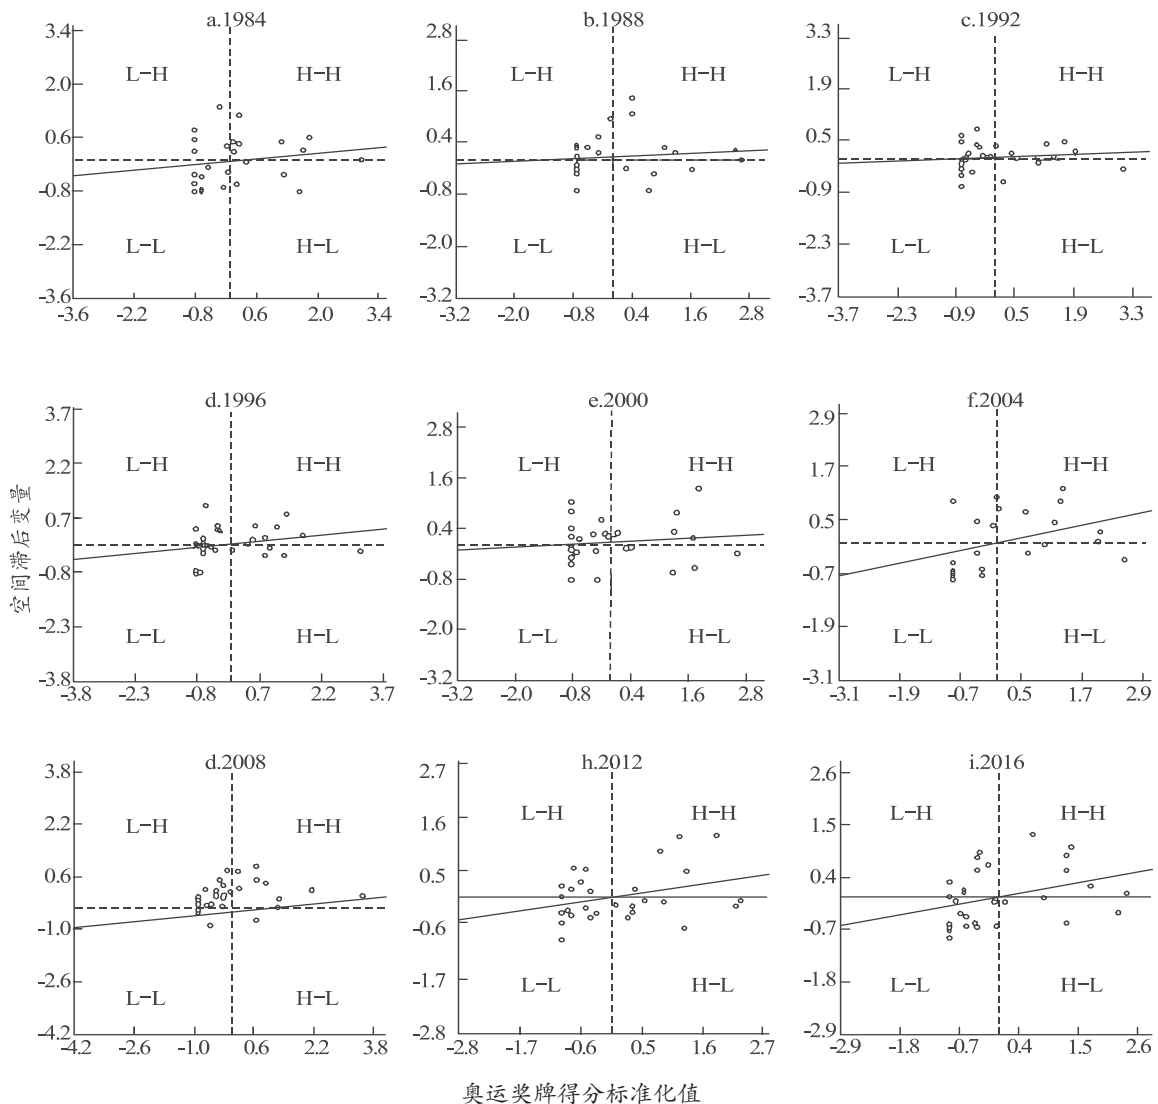 a.1984
3.4
2.0
0.6
-0.8
-2.2
-3.6
L-H
H-H
L-L
H-L
-3.6 -2.2 -0.8 0.6 2.0 3.4
b.1988
2.8
1.6
0.4
-0.8
-2.0
-3.2
L-H
H-H
L-L
H-L
-3.2 -2.0 -0.8 0.4 1.6 2.8
c.1992
3.3
1.9
0.5
-0.9
-2.3
-3.7
L-H
H-H
L-L
H-L
-3.7 -2.3 -0.9 0.5 1.9 3.3
空间滞后变量
d.1996
3.7
2.2
0.7
-0.8
-2.3
-3.8
L-H
H-H
L-L
H-L
-3.8 -2.3 -0.8 0.7 2.2 3.7
e.2000
2.8
1.6
0.4
-0.8
-2.0
-3.2
L-H
H-H
L-L
H-L
-3.2 -2.0 -0.8 0.4 1.6 2.8
f.2004
2.9
1.7
0.5
-0.7
-1.9
-3.1
L-H
H-H
L-L
H-L
-3.1 -1.9 -0.7 0.5 1.7 2.9
d.2008
3.8
2.2
0.6
-1.0
-2.6
-4.2
L-H
H-H
L-L
H-L
-4.2 -2.6 -1.0 0.6 2.2 3.8
h.2012
2.7
1.6
0.5
-0.6
-1.7
-2.8
L-H
H-H
L-L
H-L
-2.8 -1.7 -0.6 0.5 1.6 2.7
i.2016
2.6
1.5
0.4
-0.7
-1.8
-2.9
L-H
H-H
L-L
H-L
-2.9 -1.8 -0.7 0.4 1.5 2.6
奥运奖牌得分标准化值